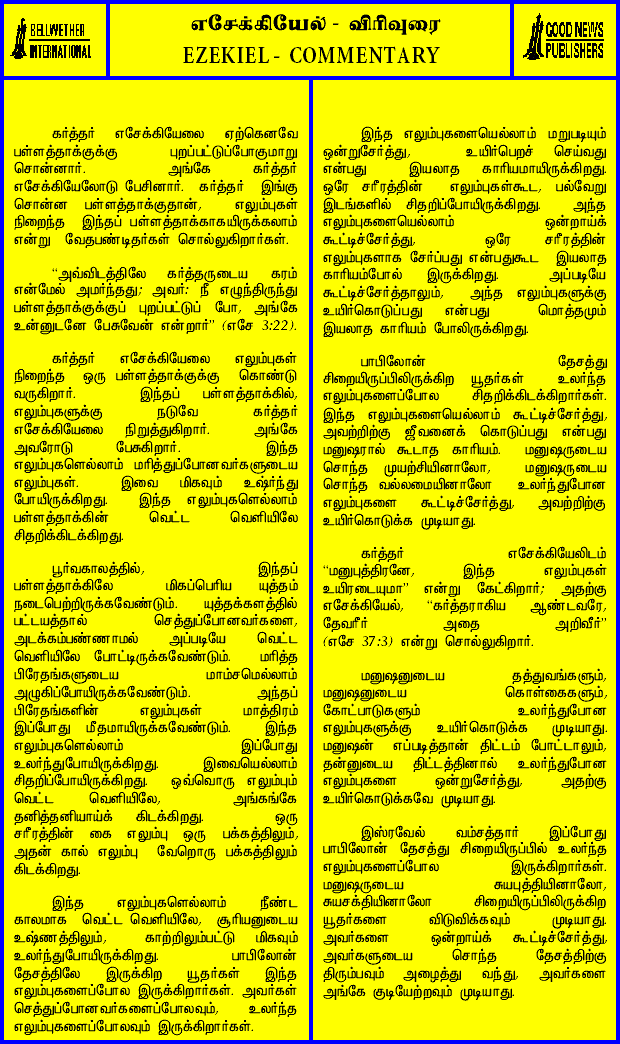 BELLWETHER
INTERNATIONAL
எசேக்கியேல் - விரிவுரை
EZEKIEL - COMMENTARY
GOOD NEWS
PUBLISHERS
கர்த்தர் எசேக்கியேலை ஏற்கெனவே
பள்ளத்தாக்குக்கு புறப்பட்டுப்போகுமாறு
சொன்னார். அங்கே கர்த்தர்
எசேக்கியேலோடு பேசினார். கர்த்தர் இங்கு
சொன்ன பள்ளத்தாக்குதான், எலும்புகள்
நிறைந்த இந்தப் பள்ளத்தாக்காகயிருக்கலாம்
என்று வேதபண்டிதர்கள் சொல்லுகிறார்கள்.
“அவ்விடத்திலே கர்த்தருடைய கரம்
என்மேல் அமர்ந்தது; அவர்: நீ எழுந்திருந்து
பள்ளத்தாக்குக்குப் புறப்பட்டுப் போ, அங்கே
உன்னுடனே பேசுவேன் என்றார்” (எசே 3:22).
கர்த்தர் எசேக்கியேலை எலும்புகள்
நிறைந்த ஒரு பள்ளத்தாக்குக்கு கொண்டு
வருகிறார். இந்தப் பள்ளத்தாக்கில்,
எலும்புகளுக்கு நடுவே கர்த்தர்
எசேக்கியேலை நிறுத்துகிறார். அங்கே
அவரோடு பேசுகிறார். இந்த
எலும்புகளெல்லாம் மரித்துப்போனவர்களுடைய
எலும்புகள். இவை மிகவும் உஷ்ர்ந்து
போயிருக்கிறது. இந்த எலும்புகளெல்லாம்
பள்ளத்தாக்கின் வெட்ட வெளியிலே
சிதறிக்கிடக்கிறது.
பூர்வகாலத்தில், இந்தப்
பள்ளத்தாக்கிலே மிகப்பெரிய யுத்தம்
நடைபெற்றிருக்கவேண்டும். யுத்தக்களத்தில்
பட்டயத்தால் செத்துப்போனவர்களை,
அடக்கம்பண்ணாமல் அப்படியே வெட்ட
வெளியிலே போட்டிருக்கவேண்டும். மரித்த
பிரேதங்களுடைய மாம்சமெல்லாம்
அழுகிப்போயிருக்கவேண்டும். அந்தப்
பிரேதங்களின் எலும்புகள் மாத்திரம்
இப்போது மீதமாயிருக்கவேண்டும். இந்த
எலும்புகளெல்லாம் இப்போது
உலர்ந்துபோயிருக்கிறது. இவையெல்லாம்
சிதறிப்போயிருக்கிறது. ஒவ்வொரு எலும்பும்
வெட்ட வெளியிலே, அங்கங்கே
தனித்தனியாய்க் கிடக்கிறது. ஒரு
சரீரத்தின் கை எலும்பு ஒரு பக்கத்திலும்,
அதன் கால் எலும்பு வேறொரு பக்கத்திலும்
கிடக்கிறது.
இந்த எலும்புகளெல்லாம் நீண்ட
காலமாக வெட்ட வெளியிலே, சூரியனுடைய
உஷ்ணத்திலும், காற்றிலும்பட்டு மிகவும்
உலர்ந்துபோயிருக்கிறது. பாபிலோன்
தேசத்திலே இருக்கிற யூதர்கள் இந்த
எலும்புகளைப்போல இருக்கிறார்கள். அவர்கள்
செத்துப்போனவர்களைப்போலவும், உலர்ந்த
எலும்புகளைப்போலவும் இருக்கிறார்கள்.
இந்த எலும்புகளையெல்லாம் மறுபடியும்
ஒன்றுசேர்த்து, உயிர்பெறச் செய்வது
என்பது இயலாத காரியமாயிருக்கிறது.
ஒரே சரீரத்தின் எலும்புகள்கூட, பல்வேறு
இடங்களில் சிதறிப்போயிருக்கிறது. அந்த
எலும்புகளையெல்லாம் ஒன்றாய்க்
கூட்டிச்சேர்த்து, ஒரே சரீரத்தின்
எலும்புகளாக சேர்ப்பது என்பதுகூட இயலாத
காரியம்போல் இருக்கிறது. அப்படியே
கூட்டிச்சேர்த்தாலும், அந்த எலும்புகளுக்கு
உயிர்கொடுப்பது என்பது மொத்தமும்
இயலாத காரியம் போலிருக்கிறது.
பாபிலோன் தேசத்து
சிறையிருப்பிலிருக்கிற யூதர்கள் உலர்ந்த
எலும்புகளைப்போல சிதறிக்கிடக்கிறார்கள்.
இந்த எலும்புகளையெல்லாம் கூட்டிச்சேர்த்து,
அவற்றிற்கு ஜீவனைக் கொடுப்பது என்பது
மனுஷரால் கூடாத காரியம். மனுஷருடைய
சொந்த முயற்சியினாலோ, மனுஷருடைய
சொந்த வல்லமையினாலோ உலர்ந்துபோன
எலும்புகளை கூட்டிச்சேர்த்து, அவற்றிற்கு
உயிர்கொடுக்க முடியாது.
கர்த்தர் எசேக்கியேலிடம்
“மனுபுத்திரனே, இந்த எலும்புகள்
உயிரடையுமா” என்று கேட்கிறார்; அதற்கு
எசேக்கியேல், “கர்த்தராகிய ஆண்டவரே,
தேவரீர் அதை அறிவீர்”
(எசே 37:3) என்று சொல்லுகிறார்.
மனுஷனுடைய தத்துவங்களும்,
மனுஷனுடைய கொள்கைகளும்,
கோட்பாடுகளும் உலர்ந்துபோன
எலும்புகளுக்கு உயிர்கொடுக்க முடியாது.
மனுஷன் எப்படித்தான் திட்டம் போட்டாலும்,
தன்னுடைய திட்டத்தினால் உலர்ந்துபோன
எலும்புகளை ஒன்றுசேர்த்து, அதற்கு
உயிர்கொடுக்கவே முடியாது.
இஸ்ரவேல் வம்சத்தார் இப்போது
பாபிலோன் தேசத்து சிறையிருப்பில் உலர்ந்த
எலும்புகளைப்போல இருக்கிறார்கள்.
மனுஷருடைய சுயபுத்தியினாலோ,
சுயசக்தியினாலோ சிறையிருப்பிலிருக்கிற
யூதர்களை விடுவிக்கவும் முடியாது.
அவர்களை ஒன்றாய்க் கூட்டிச்சேர்த்து,
அவர்களுடைய சொந்த தேசத்திற்கு
திரும்பவும் அழைத்து வந்து, அவர்களை
அங்கே குடியேற்றவும் முடியாது.